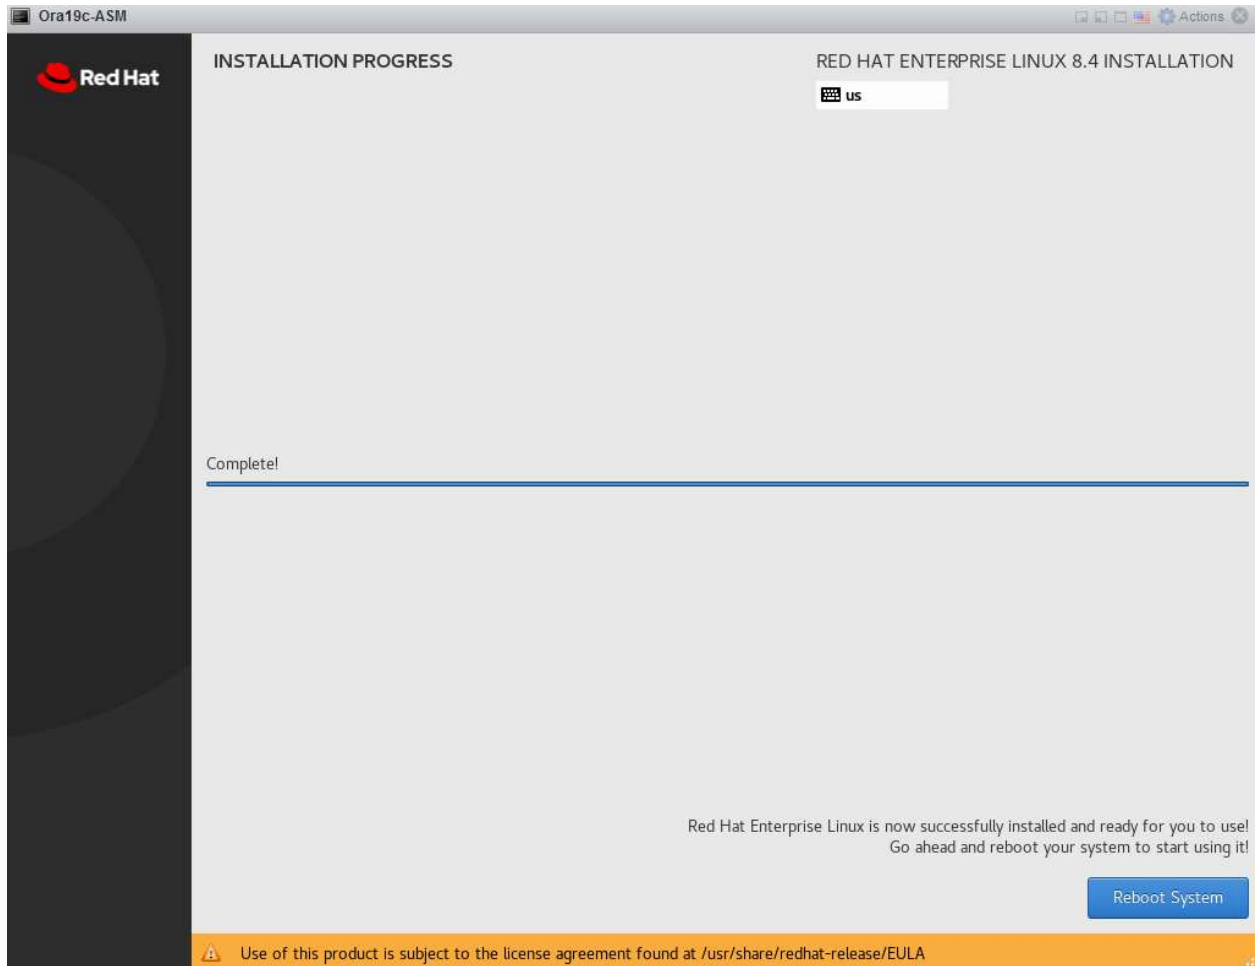 Ora19c-ASM
Actions
Red Hat
INSTALLATION PROGRESS
RED HAT ENTERPRISE LINUX 8.4 INSTALLATION
us
Complete!
Red Hat Enterprise Linux is now successfully installed and ready for you to use!
Go ahead and reboot your system to start using it!
Reboot System
Use of this product is subject to the license agreement found at /usr/share/redhat-release/EULA